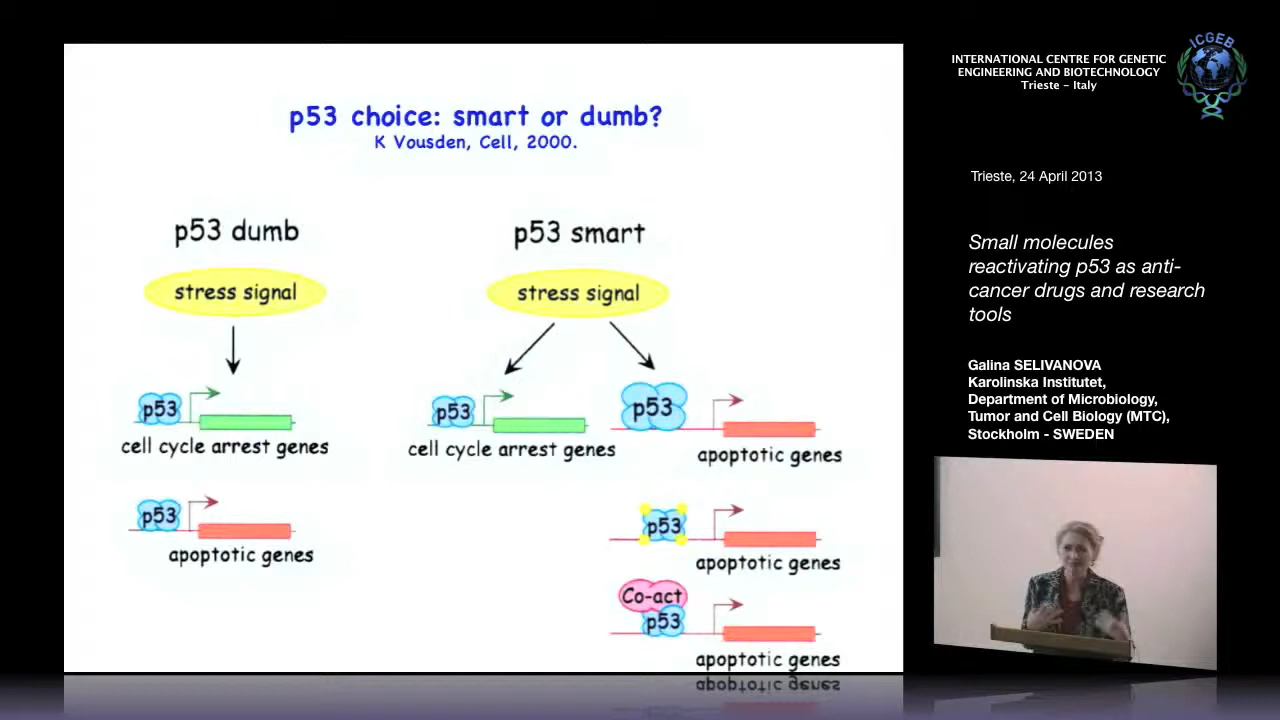 p53 choice: smart or dumb?
K Vousden, Cell, 2000.
p53 dumb
stress signal
p53
cell cycle arrest genes
p53
apoptotic genes
p53 smart
stress signal
p53
cell cycle arrest genes
p53
apoptotic genes
p53
apoptotic genes
Co-act
p53
apoptotic genes
INTERNATIONAL CENTRE FOR GENETIC
ENGINEERING AND BIOTECHNOLOGY
Trieste - Italy
ICGEB
Trieste, 24 April 2013
Small molecules
reactivating p53 as anti-
cancer drugs and research
tools
Galina SELIVANOVA
Karolinska Institutet,
Department of Microbiology,
Tumor and Cell Biology (MTC),
Stockholm - SWEDEN